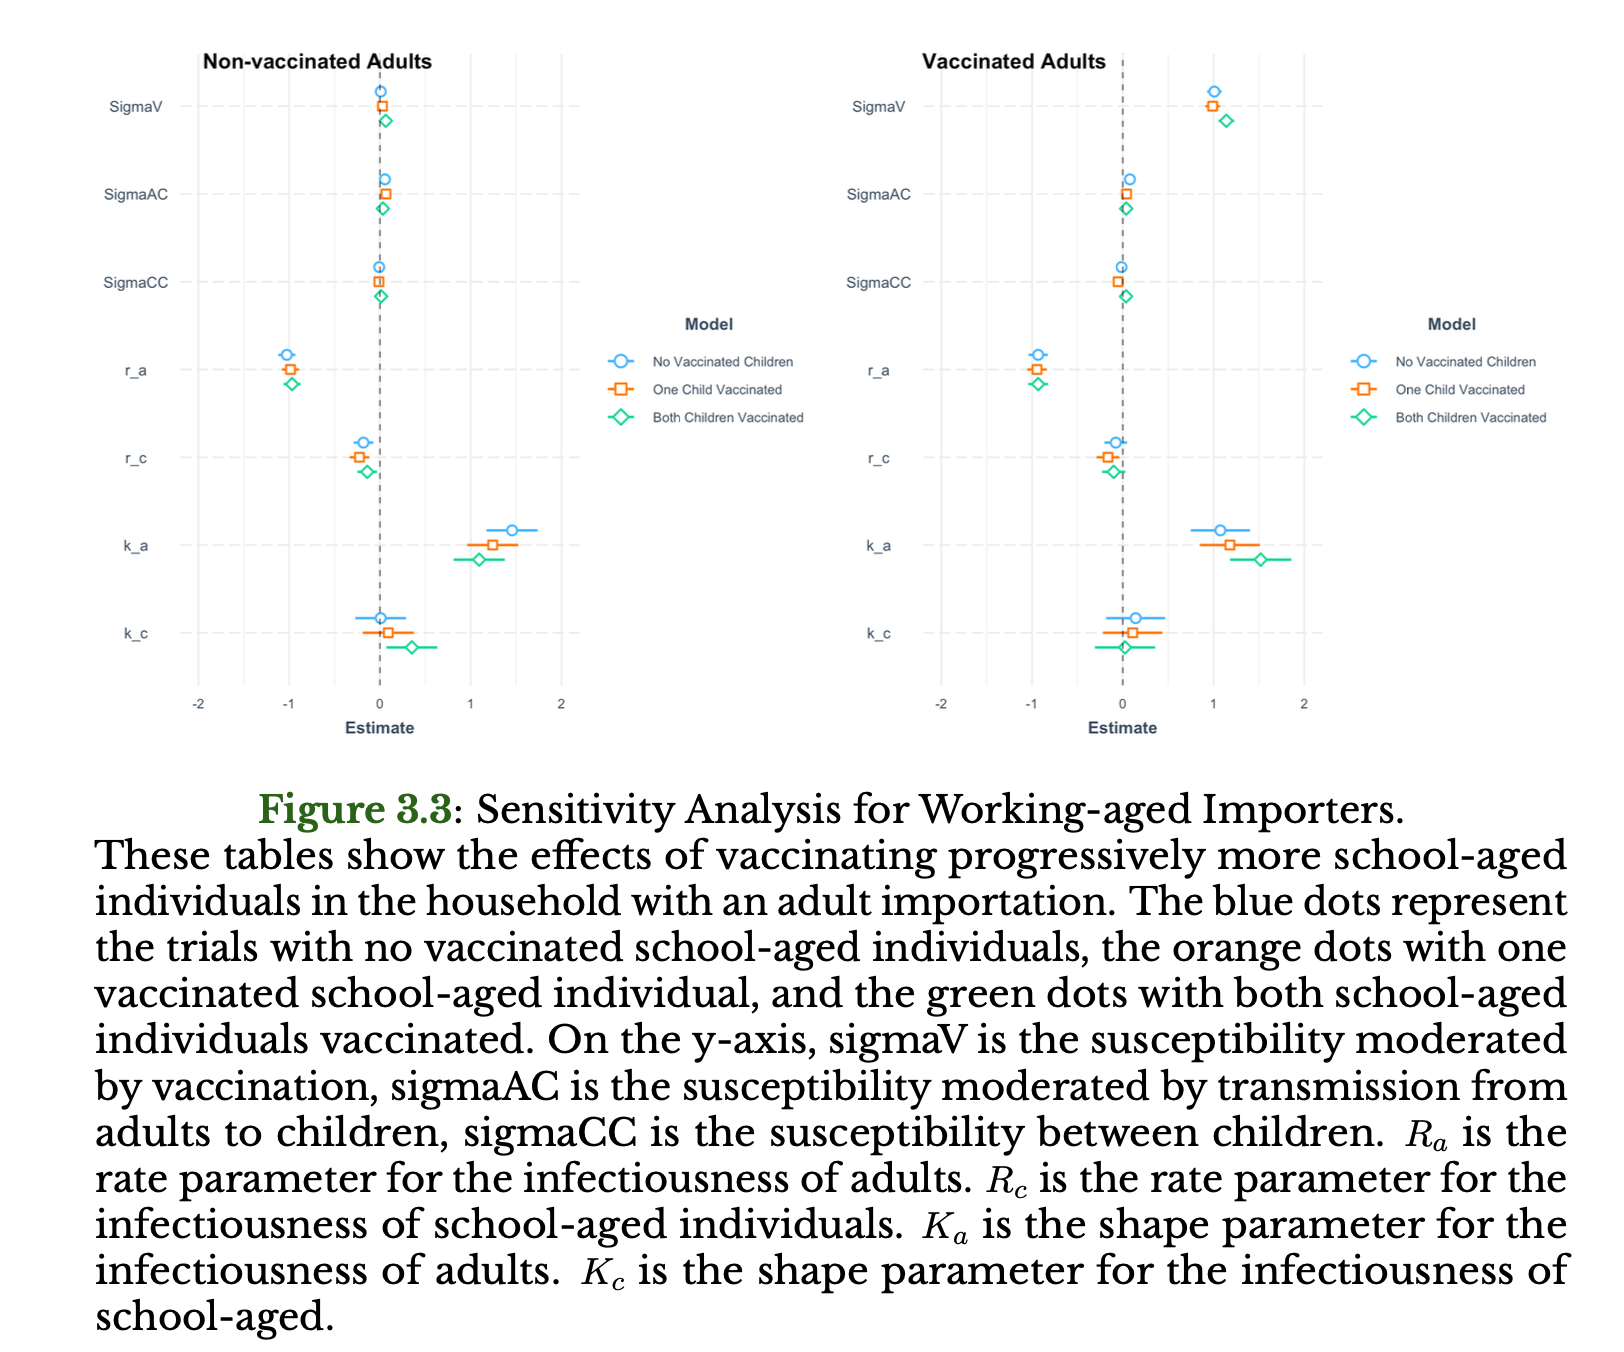 Non-vaccinated Adults
SigmaV
SigmaAC
SigmaCC
r_a
r_c
k_a
k_c
-2 -1 0 1 2
Estimate
Model
No Vaccinated Children
One Child Vaccinated
Both Children Vaccinated
Vaccinated Adults
SigmaV
SigmaAC
SigmaCC
r_a
r_c
k_a
k_c
-2 -1 0 1 2
Estimate
Model
No Vaccinated Children
One Child Vaccinated
Both Children Vaccinated
Figure 3.3: Sensitivity Analysis for Working-aged Importers.
These tables show the effects of vaccinating progressively more school-aged
individuals in the household with an adult importation. The blue dots represent
the trials with no vaccinated school-aged individuals, the orange dots with one
vaccinated school-aged individual, and the green dots with both school-aged
individuals vaccinated. On the y-axis, sigmaV is the susceptibility moderated
by vaccination, sigmaAC is the susceptibility moderated by transmission from
adults to children, sigmaCC is the susceptibility between children. Rₐ is the
rate parameter for the infectiousness of adults. R_c is the rate parameter for the
infectiousness of school-aged individuals. Kₐ is the shape parameter for the
infectiousness of adults. K_c is the shape parameter for the infectiousness of
school-aged.